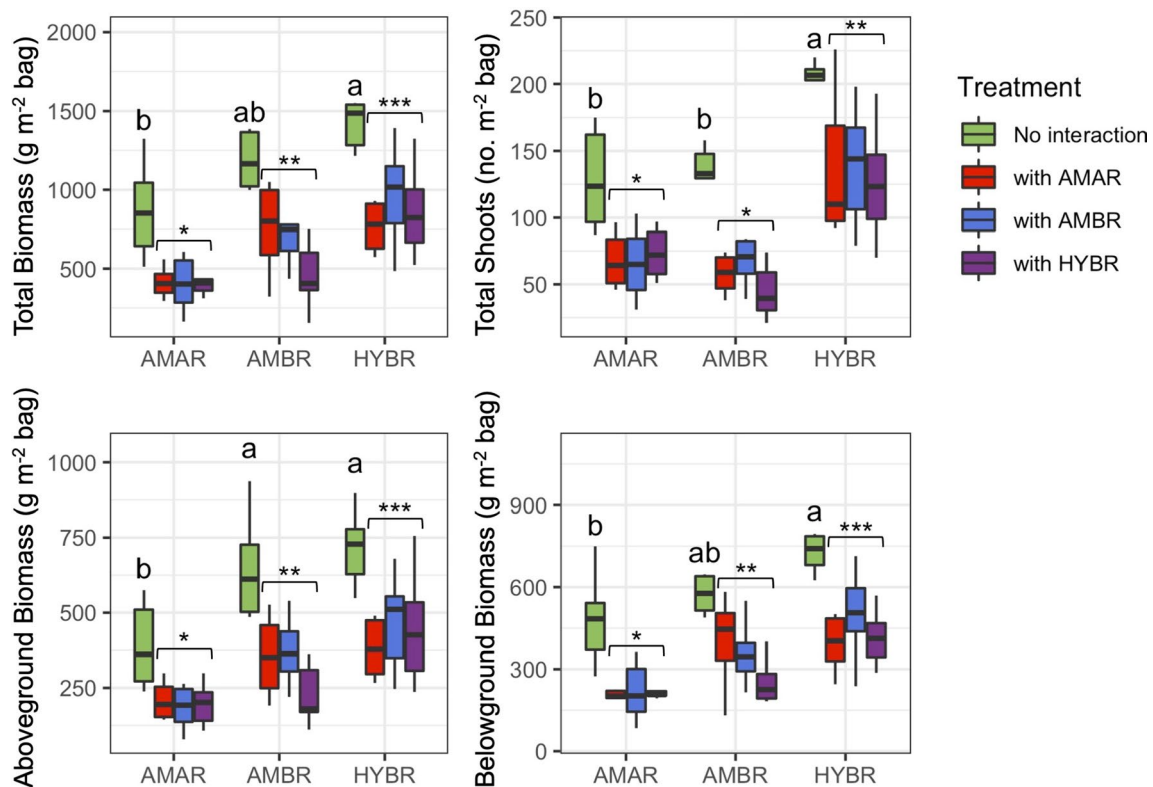 Total Biomass (g m⁻² bag)
2000
1500
1000
500
b
*
ab
**
a
***
AMAR AMBR HYBR
Total Shoots (no. m⁻² bag)
250
200
150
100
50
b
*
b
*
a
**
AMAR AMBR HYBR
Treatment
No interaction
with AMAR
with AMBR
with HYBR
Aboveground Biomass (g m⁻² bag)
1000
750
500
250
b
*
a
**
a
***
AMAR AMBR HYBR
Belowground Biomass (g m⁻² bag)
900
600
300
0
b
*
ab
**
a
***
AMAR AMBR HYBR